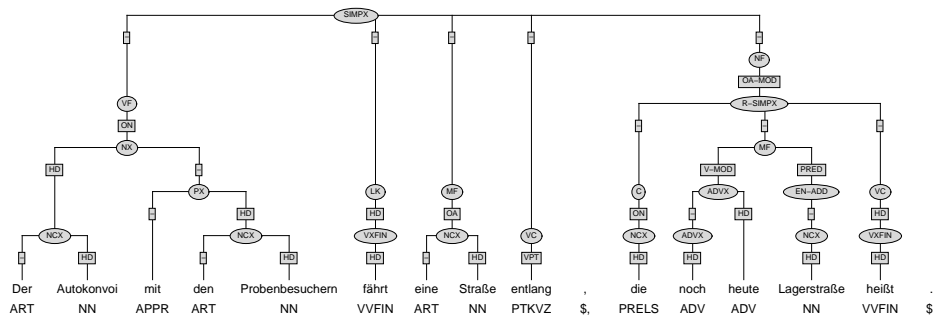 SIMPX
– – – – –
NF
OA–MOD
VF R–SIMPX
ON – – –
NX MF
HD – V–MOD PRED
PX LK MF C ADVX EN–ADD VC
– HD HD OA ON – HD – HD
NCX NCX VXFIN NCX VC NCX ADVX NCX VXFIN
– HD – HD HD – HD VPT HD HD HD HD
Der Autokonvoi mit den Probenbesuchern fährt eine Straße entlang , die noch heute Lagerstraße heißt .
ART NN APPR ART NN VVFIN ART NN PTKVZ $, PRELS ADV ADV NN VVFIN $